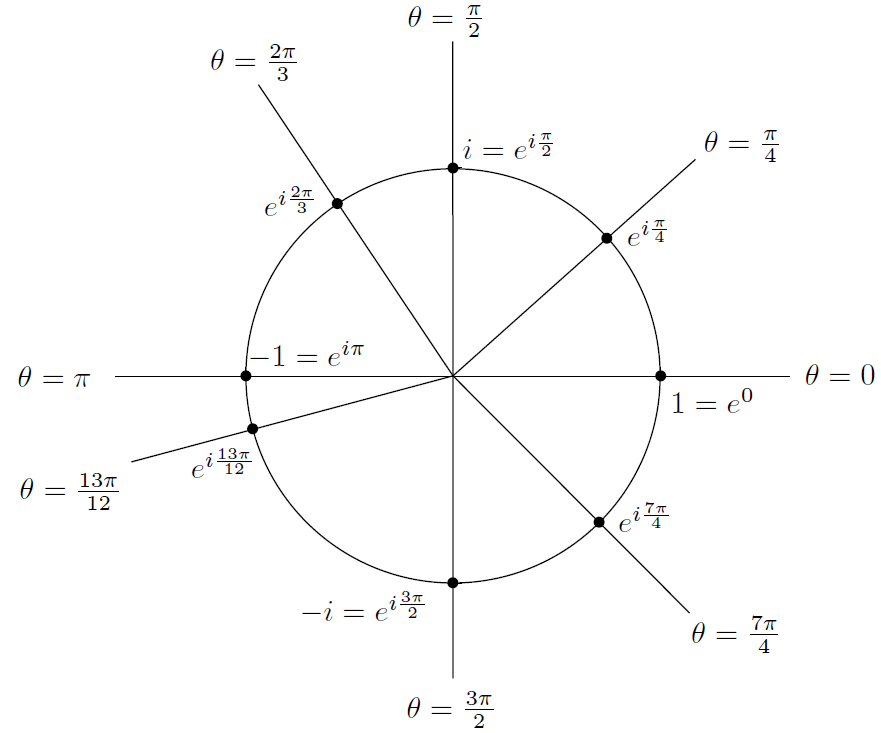 θ = π/2
θ = 2π/3
i = e^{iπ/2}
θ = π/4
e^{i2π/3}
e^{iπ/4}
−1 = e^{iπ}
θ = π
θ = 0
1 = e^0
e^{i13π/12}
θ = 13π/12
e^{i7π/4}
−i = e^{i3π/2}
θ = 7π/4
θ = 3π/2